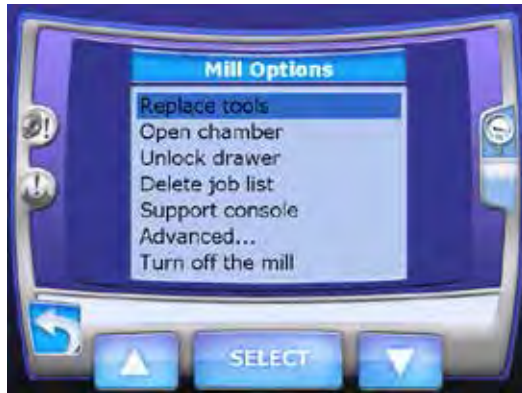 Mill Options
Replace tools
Open chamber
Unlock drawer
Delete job list
Support console
Advanced...
Turn off the mill
SELECT